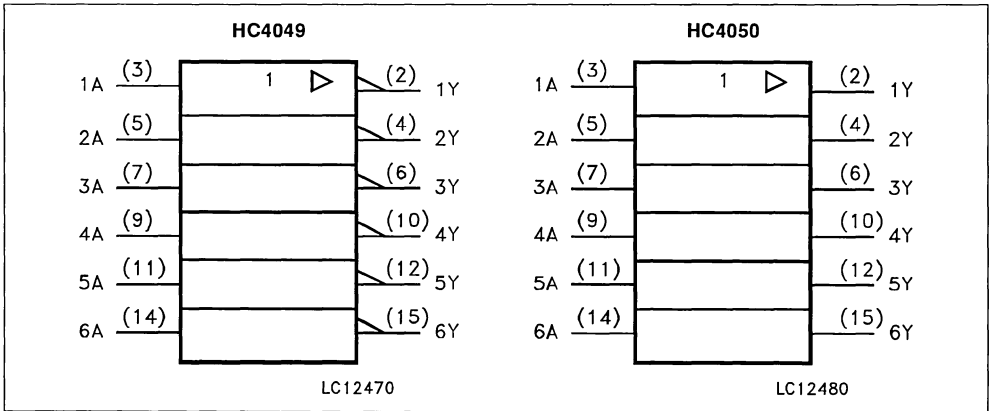 HC4049
1A (3) 1 (2) 1Y
2A (5) (4) 2Y
3A (7) (6) 3Y
4A (9) (10) 4Y
5A (11) (12) 5Y
6A (14) (15) 6Y
LC12470
HC4050
1A (3) 1 (2) 1Y
2A (5) (4) 2Y
3A (7) (6) 3Y
4A (9) (10) 4Y
5A (11) (12) 5Y
6A (14) (15) 6Y
LC12480